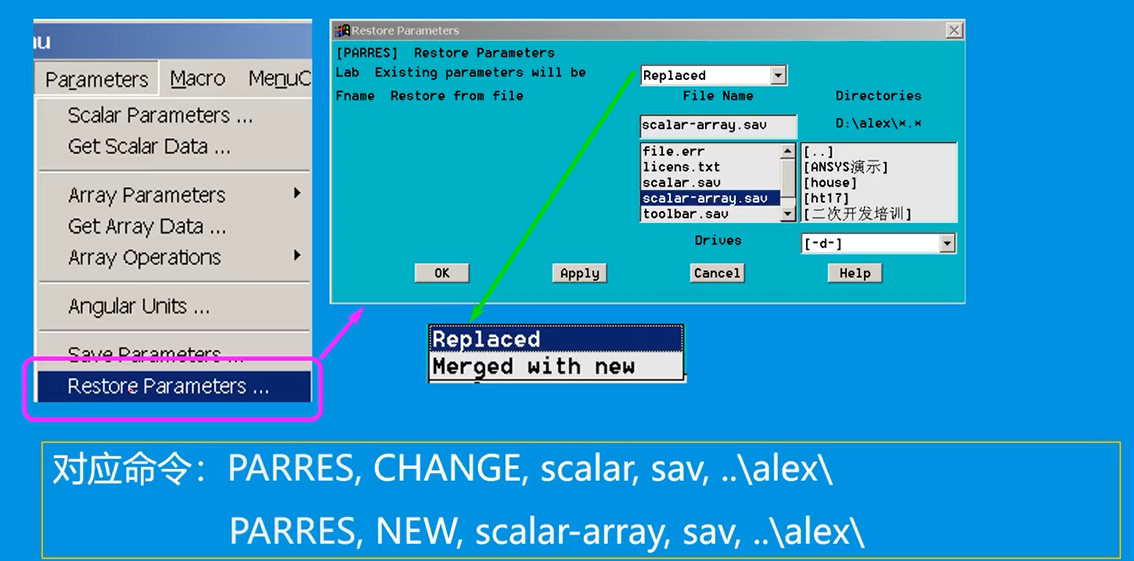 nu
Parameters Macro MenuC
Scalar Parameters ...
Get Scalar Data ...
Array Parameters
Get Array Data ...
Array Operations
Angular Units ...
Save Parameters ...
Restore Parameters ...
Restore Parameters
[PARRES] Restore Parameters
Lab Existing parameters will be
Replaced
Fname Restore from file
File Name
Directories
scalar-array.sav
D:\alex\*.*
file.err
licens.txt
scalar.sav
scalar-array.sav
toolbar.sav
[..]
[ANSYS演示]
[house]
[ht17]
[二次开发培训]
Drives
[-d-]
OK Apply Cancel Help
Replaced
Merged with new
对应命令：PARRES, CHANGE, scalar, sav, ..\alex\
PARRES, NEW, scalar-array, sav, ..\alex\